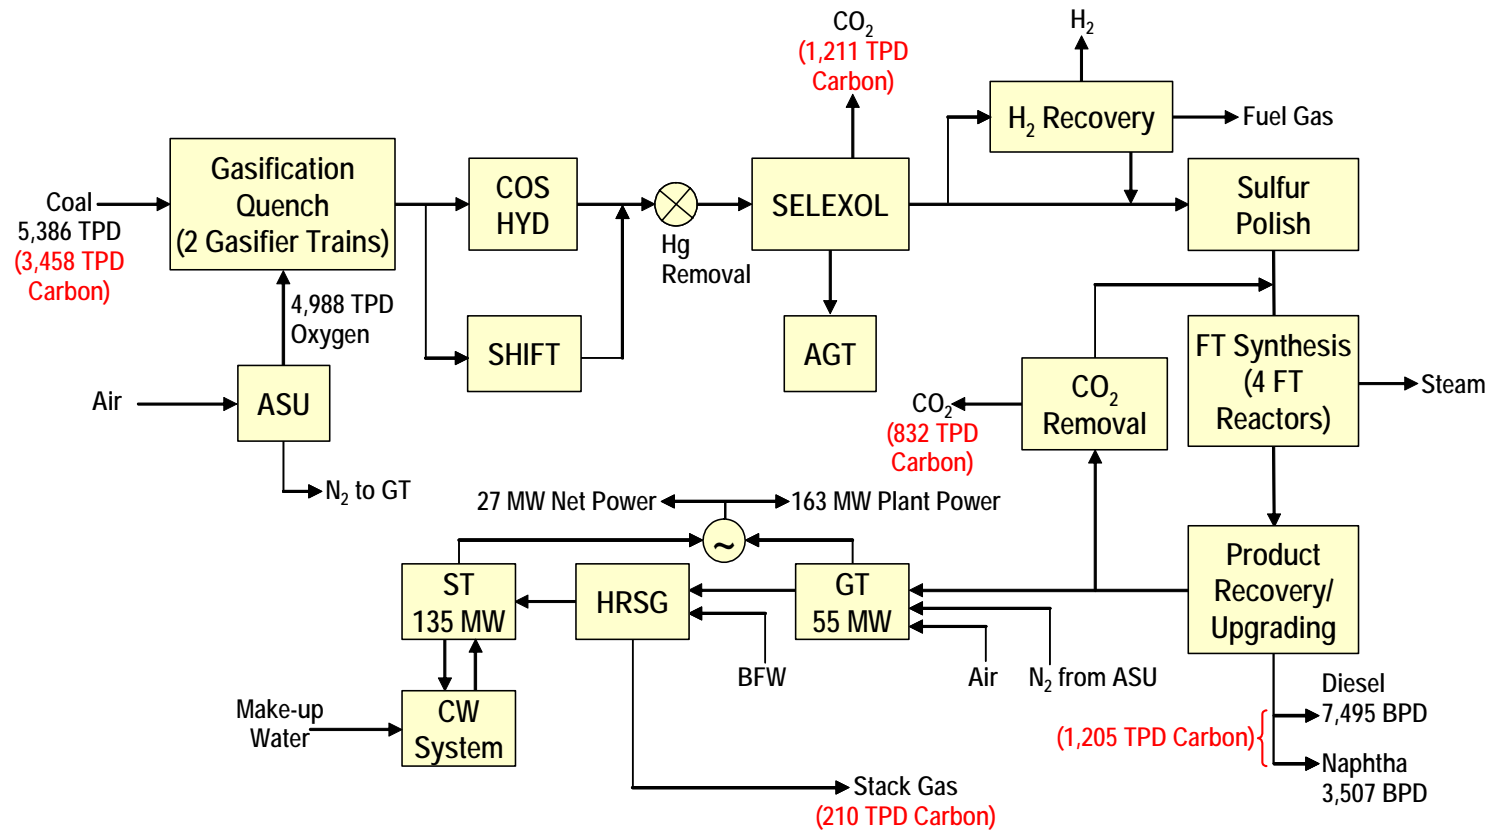 CO2
(1,211 TPD
Carbon)
H2
H2 Recovery
Fuel Gas
Gasification
Quench
(2 Gasifier Trains)
COS
HYD
SELEXOL
Sulfur
Polish
Coal
5,386 TPD
(3,458 TPD
Carbon)
Hg
Removal
4,988 TPD
Oxygen
SHIFT
AGT
FT Synthesis
(4 FT
Reactors)
Steam
CO2
Removal
CO2
(832 TPD
Carbon)
Air
ASU
N2 to GT
27 MW Net Power
163 MW Plant Power
~
Product
Recovery/
Upgrading
ST
135 MW
HRSG
GT
55 MW
BFW
Air
N2 from ASU
Make-up
Water
CW
System
Diesel
7,495 BPD
(1,205 TPD Carbon)
Naphtha
3,507 BPD
Stack Gas
(210 TPD Carbon)